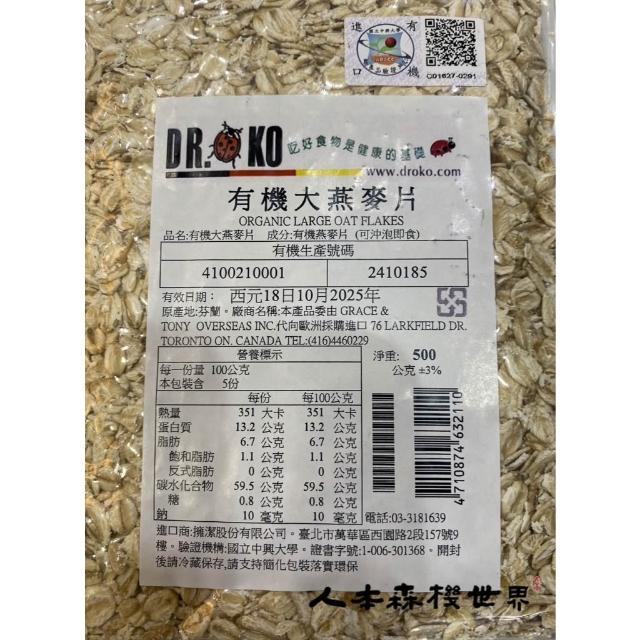 進 有
口 機
國立中興大學
001627-0291
DR. KO 吃好食物是健康的基礎
www.droko.com
有機大燕麥片
ORGANIC LARGE OAT FLAKES
品名:有機大燕麥片 成分:有機燕麥片 (可沖泡即食)
有機生產號碼
4100210001 2410185
有效日期: 西元18日10月2025年
原產地:芬蘭。廠商名稱:本產品委由 GRACE &
TONY OVERSEAS INC.代向歐洲採購進口 76 LARKFIELD DR.
TORONTO ON. CANADA TEL:(416)4460229
營養標示
每一份量 100公克
本包裝含 5份
每份 每100公克
熱量 351 大卡 351 大卡
蛋白質 13.2 公克 13.2 公克
脂肪 6.7 公克 6.7 公克
飽和脂肪 1.1 公克 1.1 公克
反式脂肪 0 公克 0 公克
碳水化合物 59.5 公克 59.5 公克
糖 0.8 公克 0.8 公克
鈉 10 毫克 10 毫克
淨重: 500
公克 ±3%
4 710874 632110
電話:03-3181639
進口商:擁潔股份有限公司。臺北市萬華區西園路2段157號9
樓。驗證機構:國立中興大學。證書字號:1-006-301368。開封
後請冷藏保存,請支持簡化包裝落實環保
人本森機世界